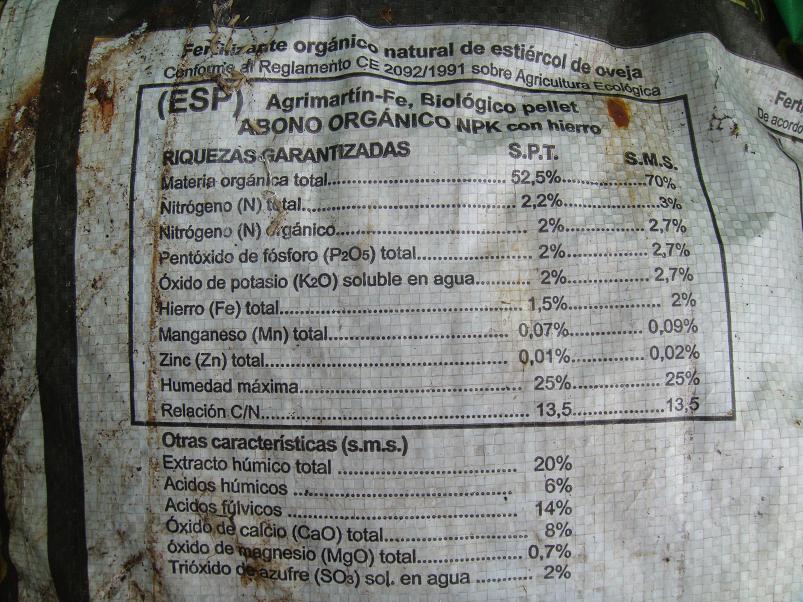 Fertilizante orgánico natural de estiércol de oveja
Conforme al Reglamento CE 2092/1991 sobre Agricultura Ecológica
(ESP) Agrimartín-Fe, Biológico pellet
ABONO ORGÁNICO NPK con hierro
RIQUEZAS GARANTIZADAS S.P.T. S.M.S.
Materia orgánica total 52,5% 70%
Nitrógeno (N) total 2,2% 3%
Nitrógeno (N) orgánico 2% 2,7%
Pentóxido de fósforo (P2O5) total 2% 2,7%
Óxido de potasio (K2O) soluble en agua 2% 2,7%
Hierro (Fe) total 1,5% 2%
Manganeso (Mn) total 0,07% 0,09%
Zinc (Zn) total 0,01% 0,02%
Humedad máxima 25% 25%
Relación C/N 13,5 13,5
Otras características (s.m.s.)
Extracto húmico total 20%
Acidos húmicos 6%
Acidos fúlvicos 14%
Óxido de calcio (CaO) total 8%
óxido de magnesio (MgO) total 0,7%
Trióxido de azufre (SO3) sol. en agua 2%
De acordo